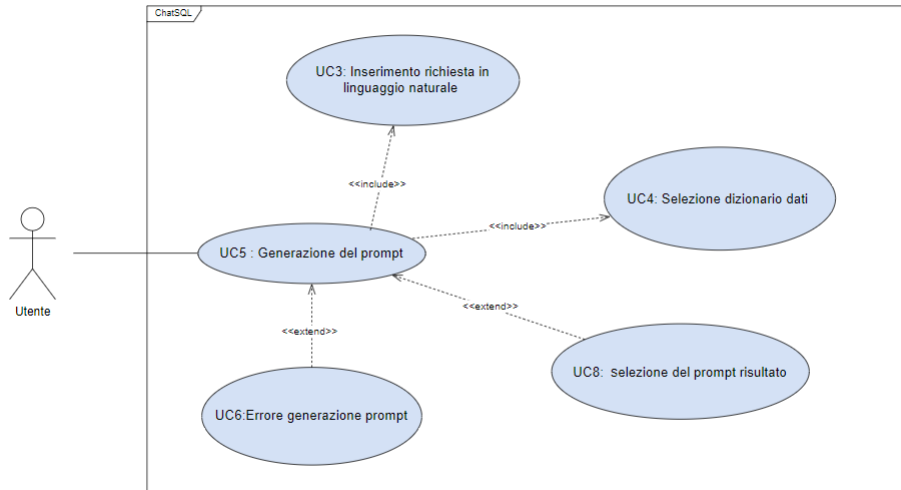 ChatSQL
UC3: Inserimento richiesta in
linguaggio naturale
<<include>>
UC4: Selezione dizionario dati
<<include>>
UC5 : Generazione del prompt
Utente
<<extend>>
<<extend>>
UC8: selezione del prompt risultato
UC6:Errore generazione prompt